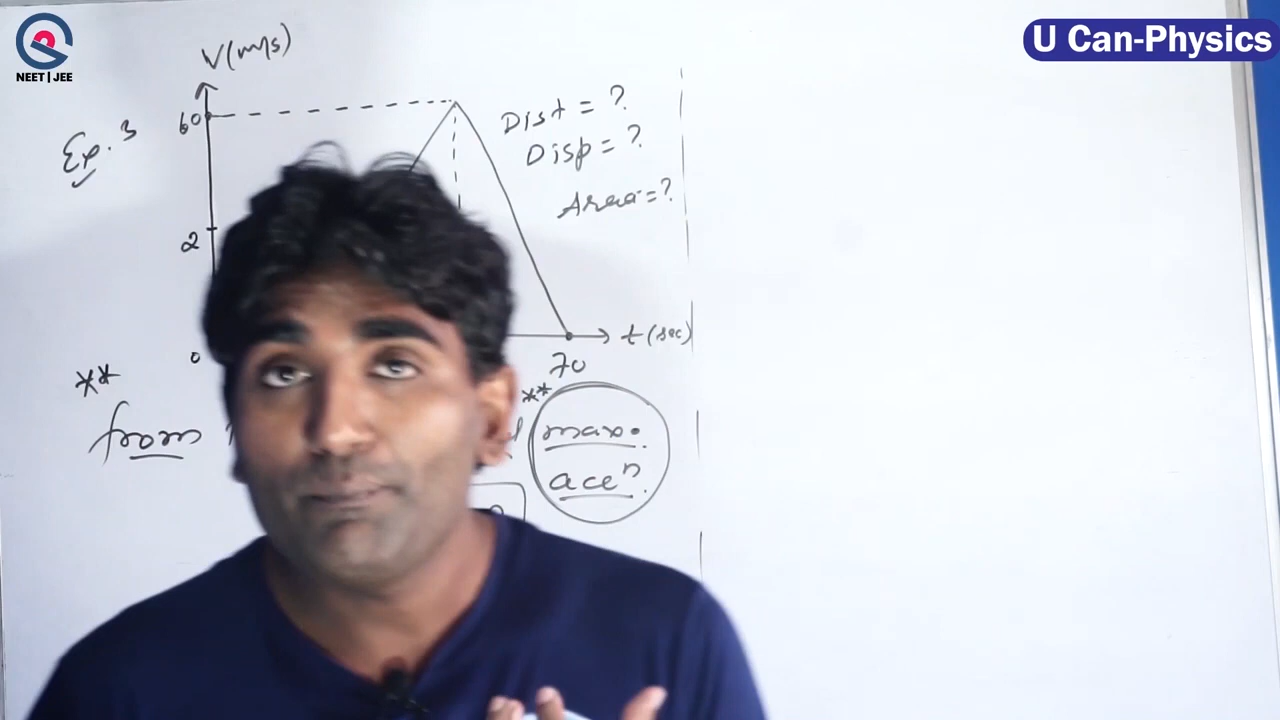 NEET | JEE
U Can-Physics
V(m/s)
60
Ex. 3
Dist = ?
Disp = ?
Area = ?
2
0
t (sec)
70
**
from
**
max.
aceⁿ.